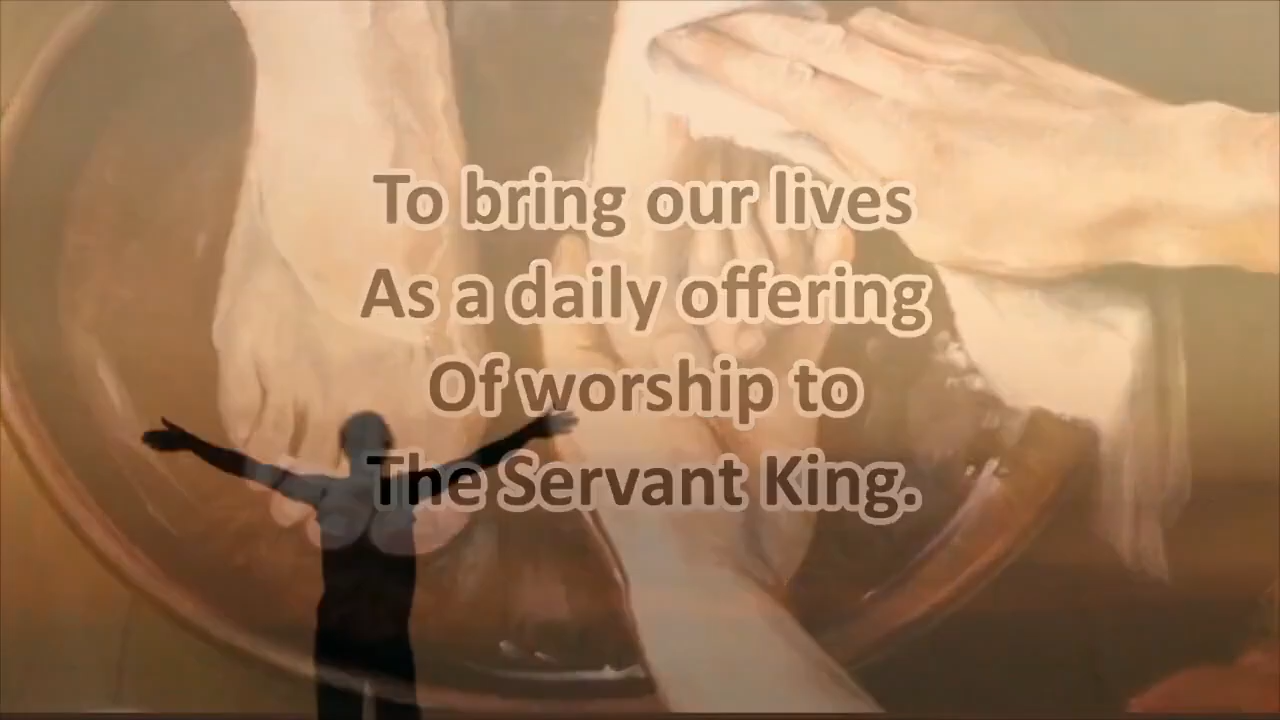 To bring our lives
As a daily offering
Of worship to
The Servant King.